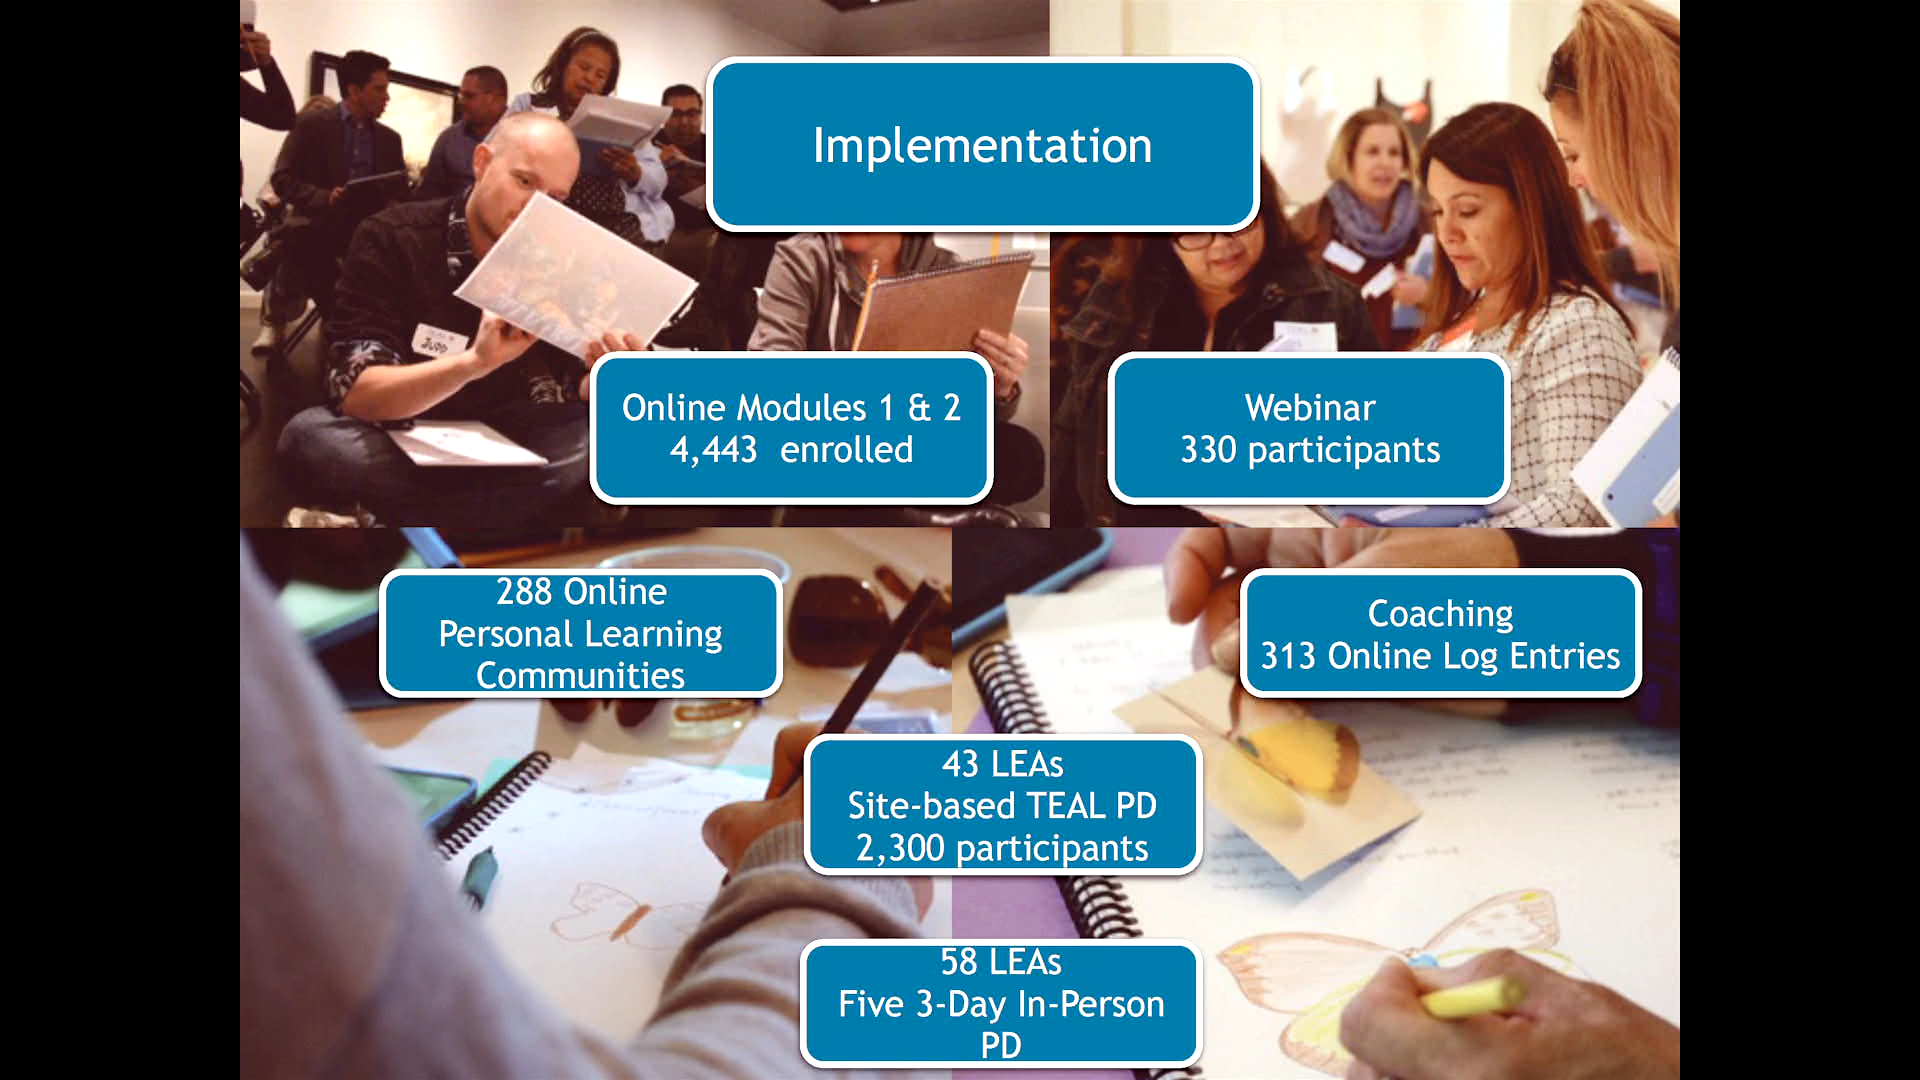 Implementation
Online Modules 1 & 2
4,443 enrolled
Webinar
330 participants
288 Online
Personal Learning
Communities
Coaching
313 Online Log Entries
43 LEAs
Site-based TEAL PD
2,300 participants
58 LEAs
Five 3-Day In-Person
PD